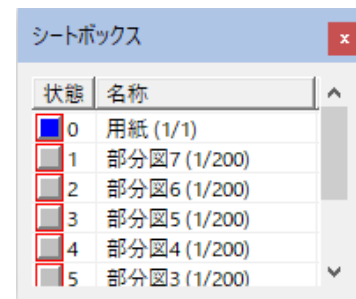 シートボックス
x
状態 名称
0 用紙 (1/1)
1 部分図7 (1/200)
2 部分図6 (1/200)
3 部分図5 (1/200)
4 部分図4 (1/200)
5 部分図3 (1/200)